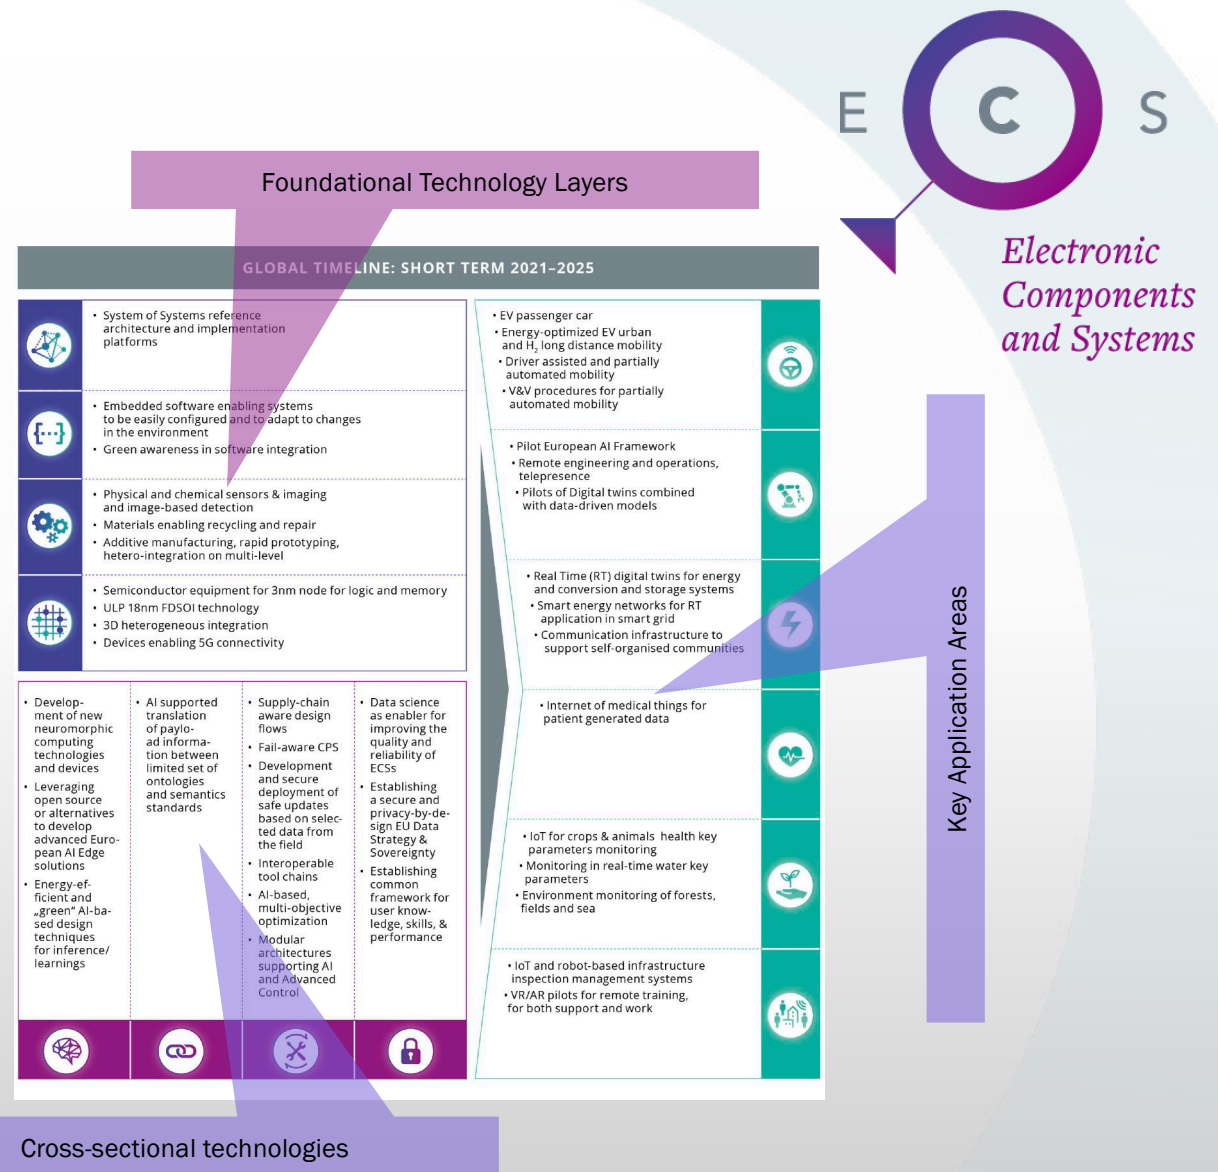 E C S
Electronic
Components
and Systems
Foundational Technology Layers
GLOBAL TIMELINE: SHORT TERM 2021–2025
• System of Systems reference
architecture and implementation
platforms
• Embedded software enabling systems
to be easily configured and to adapt to changes
in the environment
• Green awareness in software integration
• Physical and chemical sensors & imaging
and image-based detection
• Materials enabling recycling and repair
• Additive manufacturing, rapid prototyping,
hetero-integration on multi-level
• Semiconductor equipment for 3nm node for logic and memory
• ULP 18nm FDSOI technology
• 3D heterogeneous integration
• Devices enabling 5G connectivity
• Develop-
ment of new
neuromorphic
computing
technologies
and devices
• Leveraging
open source
or alternatives
to develop
advanced Euro-
pean AI Edge
solutions
• Energy-ef-
ficient and
„green“ AI-ba-
sed design
techniques
for inference/
learnings
• AI supported
translation
of paylo-
ad informa-
tion between
limited set of
ontologies
and semantics
standards
• Supply-chain
aware design
flows
• Fail-aware CPS
• Development
and secure
deployment of
safe updates
based on selec-
ted data from
the field
• Interoperable
tool chains
• AI-based,
multi-objective
optimization
• Modular
architectures
supporting AI
and Advanced
Control
• Data science
as enabler for
improving the
quality and
reliability of
ECSs
• Establishing
a secure and
privacy-by-de-
sign EU Data
Strategy &
Sovereignty
• Establishing
common
framework for
user know-
ledge, skills, &
performance
• EV passenger car
• Energy-optimized EV urban
and H2 long distance mobility
• Driver assisted and partially
automated mobility
• V&V procedures for partially
automated mobility
• Pilot European AI Framework
• Remote engineering and operations,
telepresence
• Pilots of Digital twins combined
with data-driven models
• Real Time (RT) digital twins for energy
and conversion and storage systems
• Smart energy networks for RT
application in smart grid
• Communication infrastructure to
support self-organised communities
• Internet of medical things for
patient generated data
• IoT for crops & animals health key
parameters monitoring
• Monitoring in real-time water key
parameters
• Environment monitoring of forests,
fields and sea
• IoT and robot-based infrastructure
inspection management systems
• VR/AR pilots for remote training,
for both support and work
Key Application Areas
Cross-sectional technologies